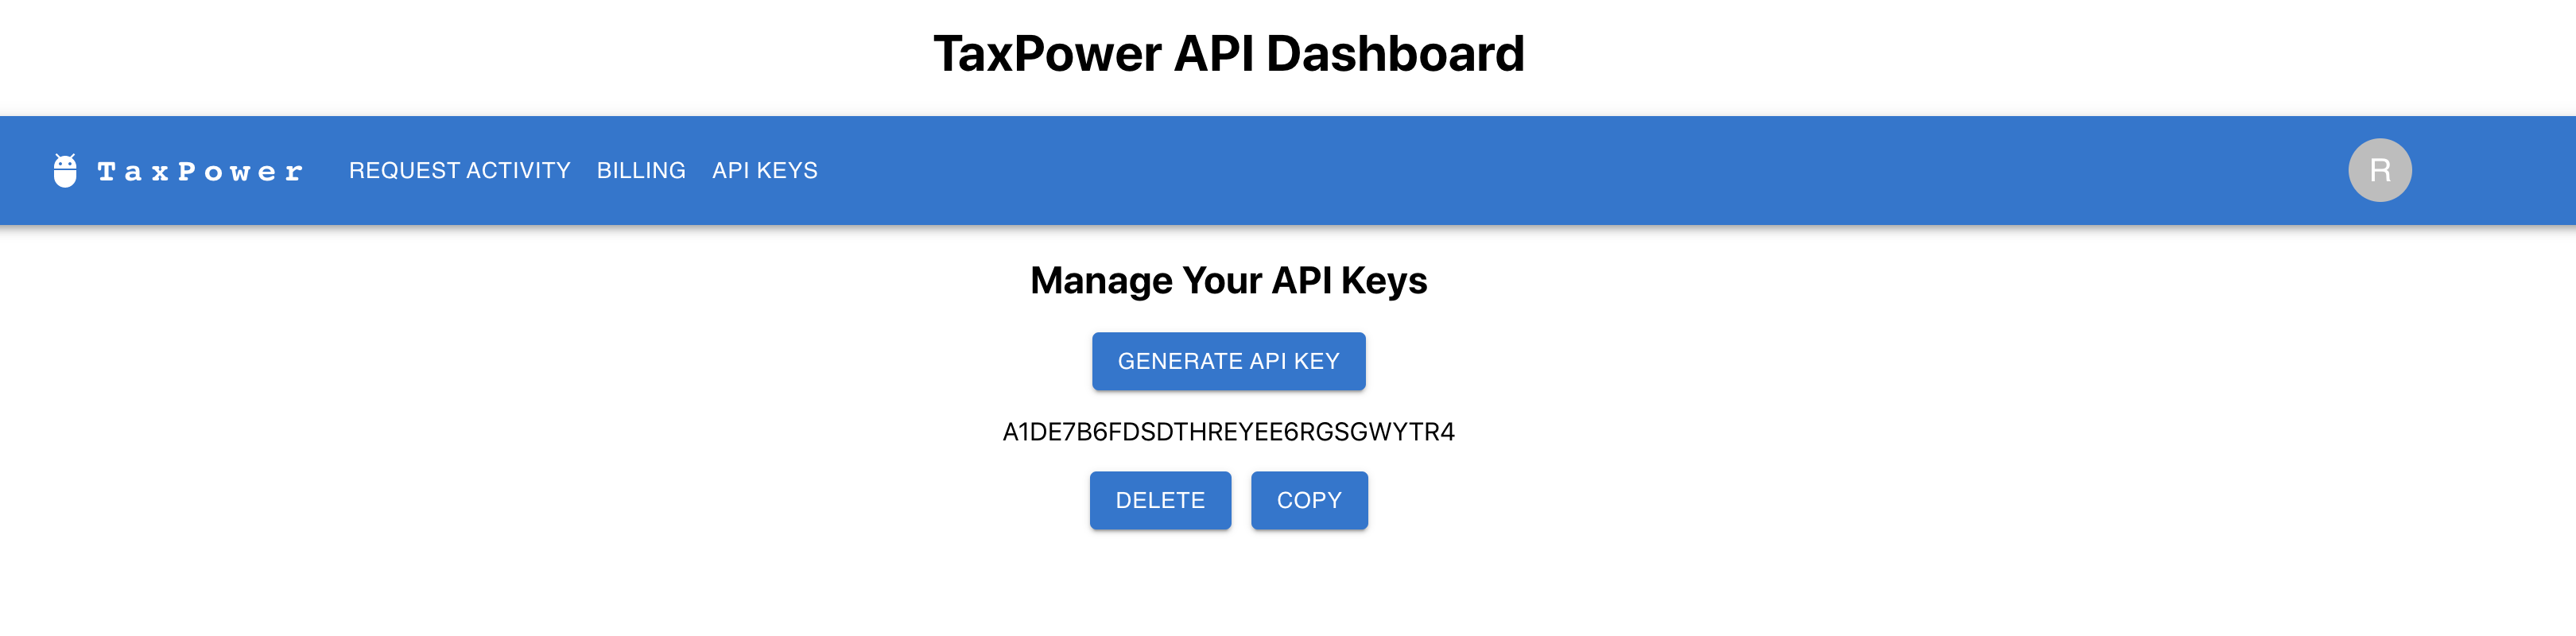 TaxPower API Dashboard
TaxPower REQUEST ACTIVITY BILLING API KEYS R
Manage Your API Keys
GENERATE API KEY
A1DE7B6FDSDTHREYEE6RGSGWYTR4
DELETE COPY